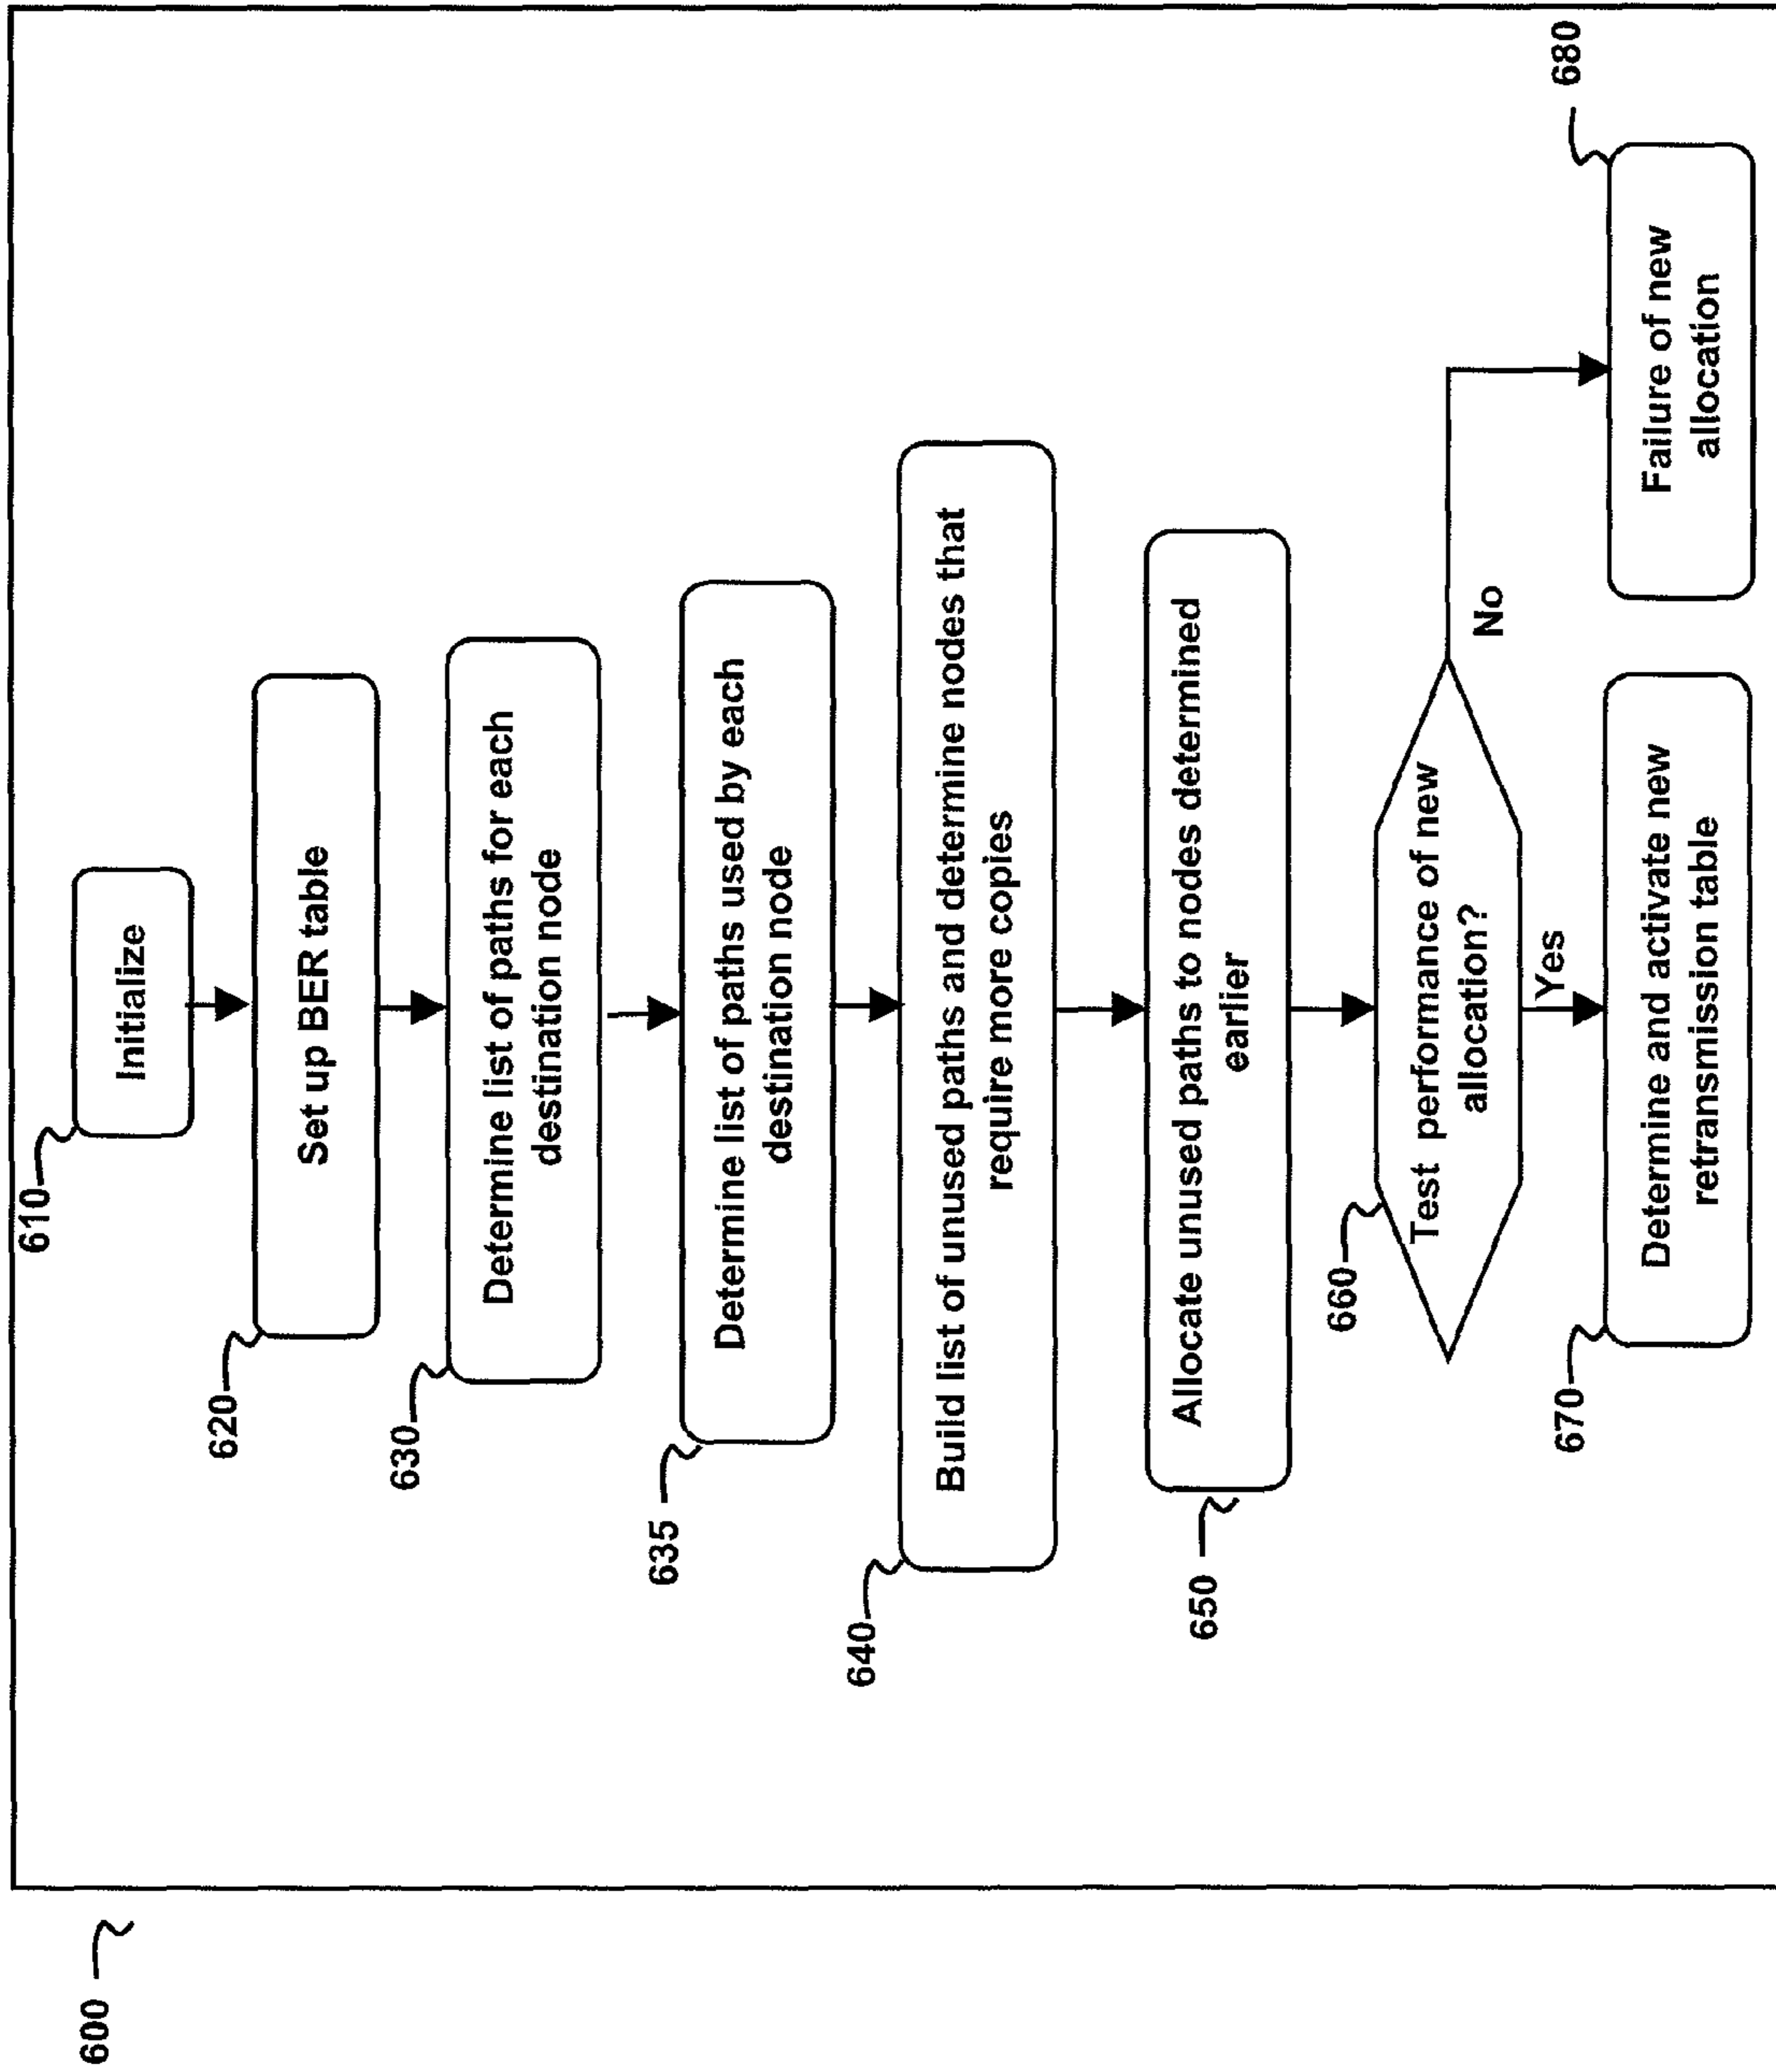 600
610
Initialize
620
Set up BER table
630
Determine list of paths for each
destination node
635
Determine list of paths used by each
destination node
640
Build list of unused paths and determine nodes that
require more copies
650
Allocate unused paths to nodes determined
earlier
660
Test performance of new
allocation?
No
Yes
670
Determine and activate new
retransmission table
680
Failure of new
allocation